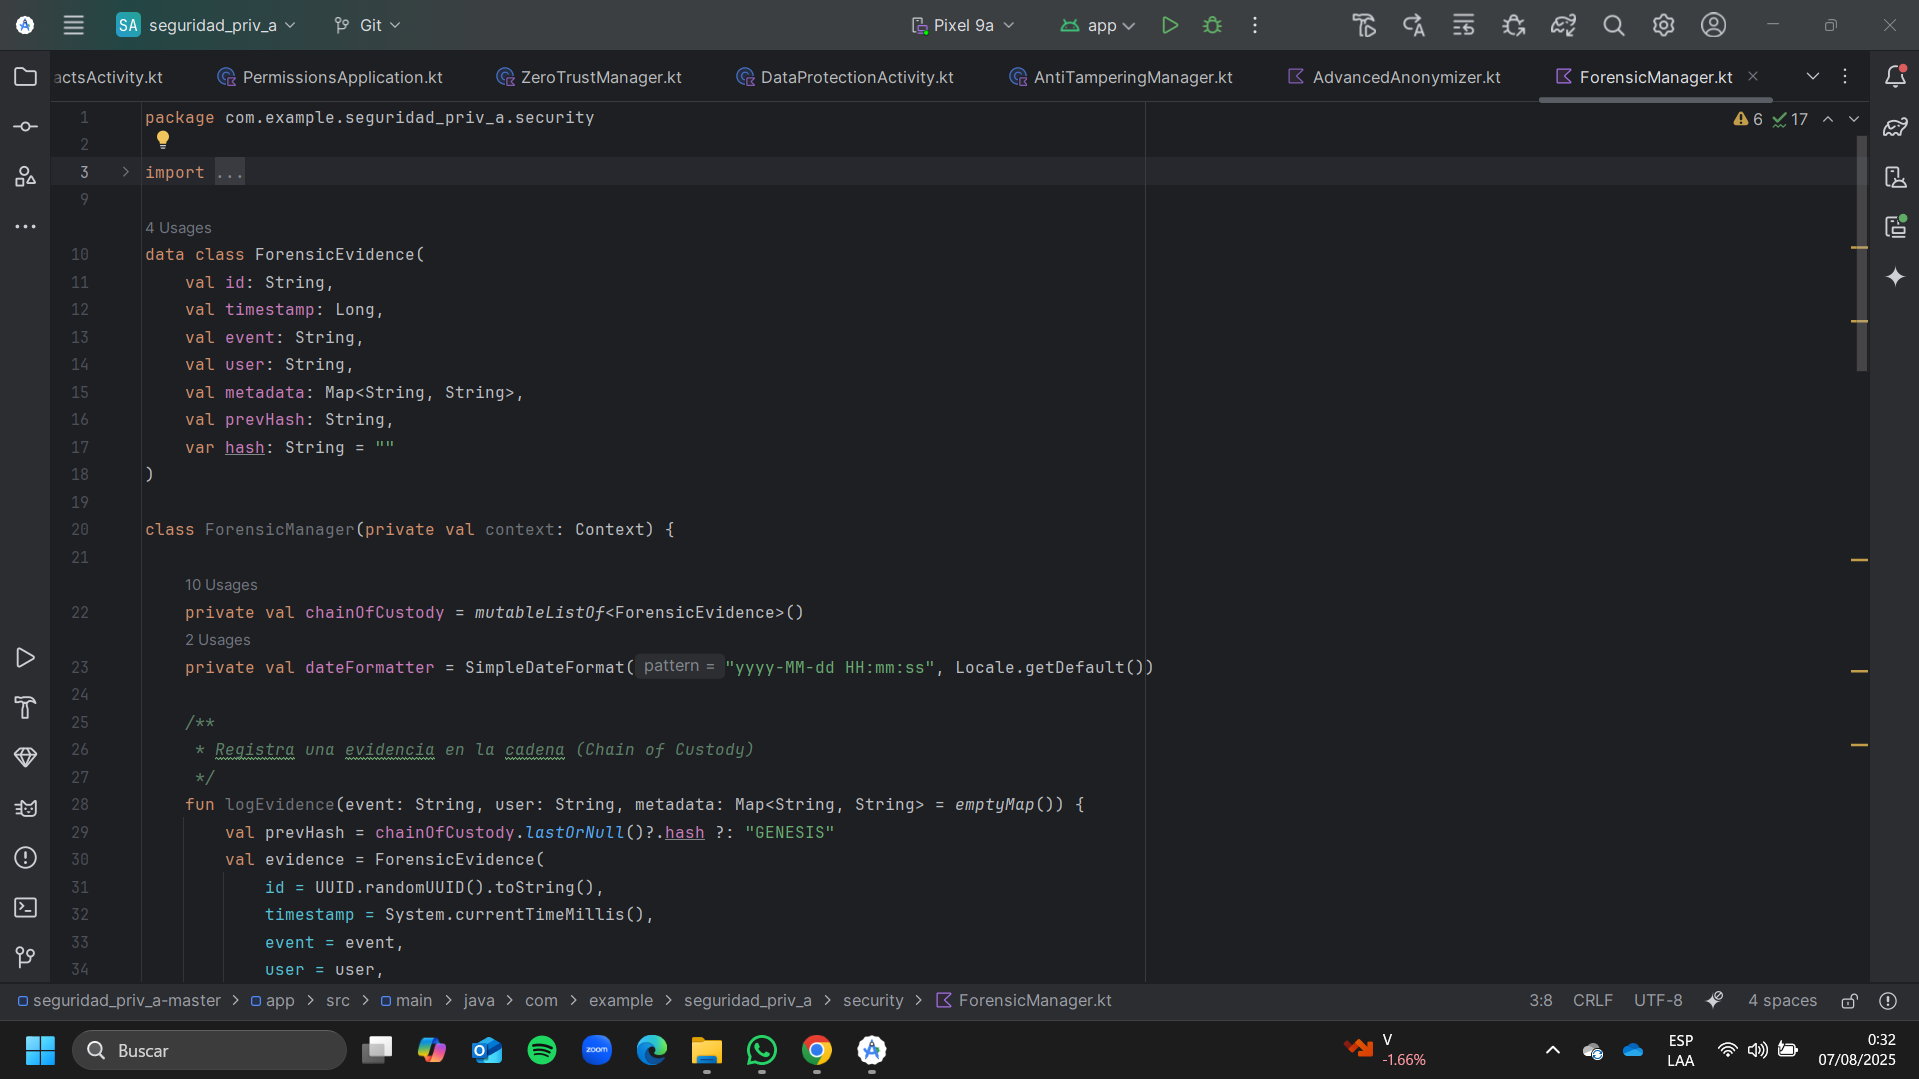 SA seguridad_priv_a Git Pixel 9a app
actsActivity.kt PermissionsApplication.kt ZeroTrustManager.kt DataProtectionActivity.kt AntiTamperingManager.kt AdvancedAnonymizer.kt ForensicManager.kt
1 package com.example.seguridad_priv_a.security
6 17
2
3 import ...
9
4 Usages
10 data class ForensicEvidence(
11 val id: String,
12 val timestamp: Long,
13 val event: String,
14 val user: String,
15 val metadata: Map<String, String>,
16 val prevHash: String,
17 var hash: String = ""
18 )
19
20 class ForensicManager(private val context: Context) {
21
10 Usages
22 private val chainOfCustody = mutableListOf<ForensicEvidence>()
2 Usages
23 private val dateFormatter = SimpleDateFormat( pattern = "yyyy-MM-dd HH:mm:ss", Locale.getDefault())
24
25 /**
26 * Registra una evidencia en la cadena (Chain of Custody)
27 */
28 fun logEvidence(event: String, user: String, metadata: Map<String, String> = emptyMap()) {
29 val prevHash = chainOfCustody.lastOrNull()?.hash ?: "GENESIS"
30 val evidence = ForensicEvidence(
31 id = UUID.randomUUID().toString(),
32 timestamp = System.currentTimeMillis(),
33 event = event,
34 user = user,
seguridad_priv_a-master > app > src > main > java > com > example > seguridad_priv_a > security > ForensicManager.kt 3:8 CRLF UTF-8 4 spaces
Buscar
zoom
V
-1.66%
ESP
LAA
0:32
07/08/2025